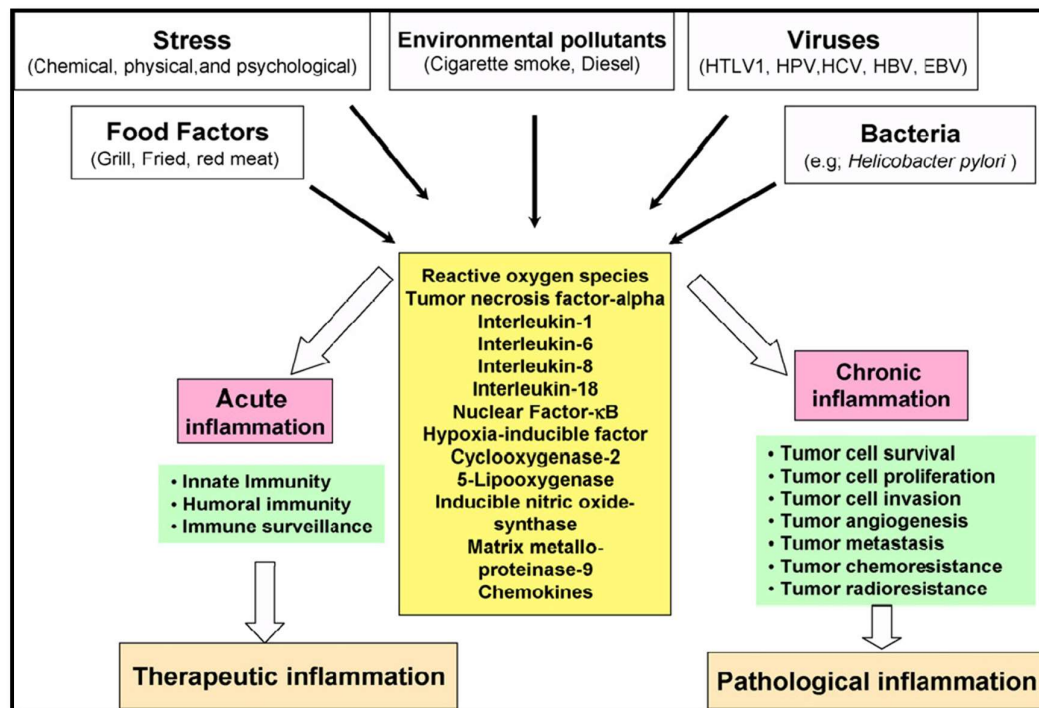 Stress
(Chemical, physical,and psychological)
Environmental pollutants
(Cigarette smoke, Diesel)
Viruses
(HTLV1, HPV,HCV, HBV, EBV)
Food Factors
(Grill, Fried, red meat)
Bacteria
(e.g; Helicobacter pylori )
Reactive oxygen species
Tumor necrosis factor-alpha
Interleukin-1
Interleukin-6
Interleukin-8
Interleukin-18
Nuclear Factor-κB
Hypoxia-inducible factor
Cyclooxygenase-2
5-Lipooxygenase
Inducible nitric oxide-
synthase
Matrix metallo-
proteinase-9
Chemokines
Acute
inflammation
• Innate Immunity
• Humoral immunity
• Immune surveillance
Therapeutic inflammation
Chronic
inflammation
• Tumor cell survival
• Tumor cell proliferation
• Tumor cell invasion
• Tumor angiogenesis
• Tumor metastasis
• Tumor chemoresistance
• Tumor radioresistance
Pathological inflammation